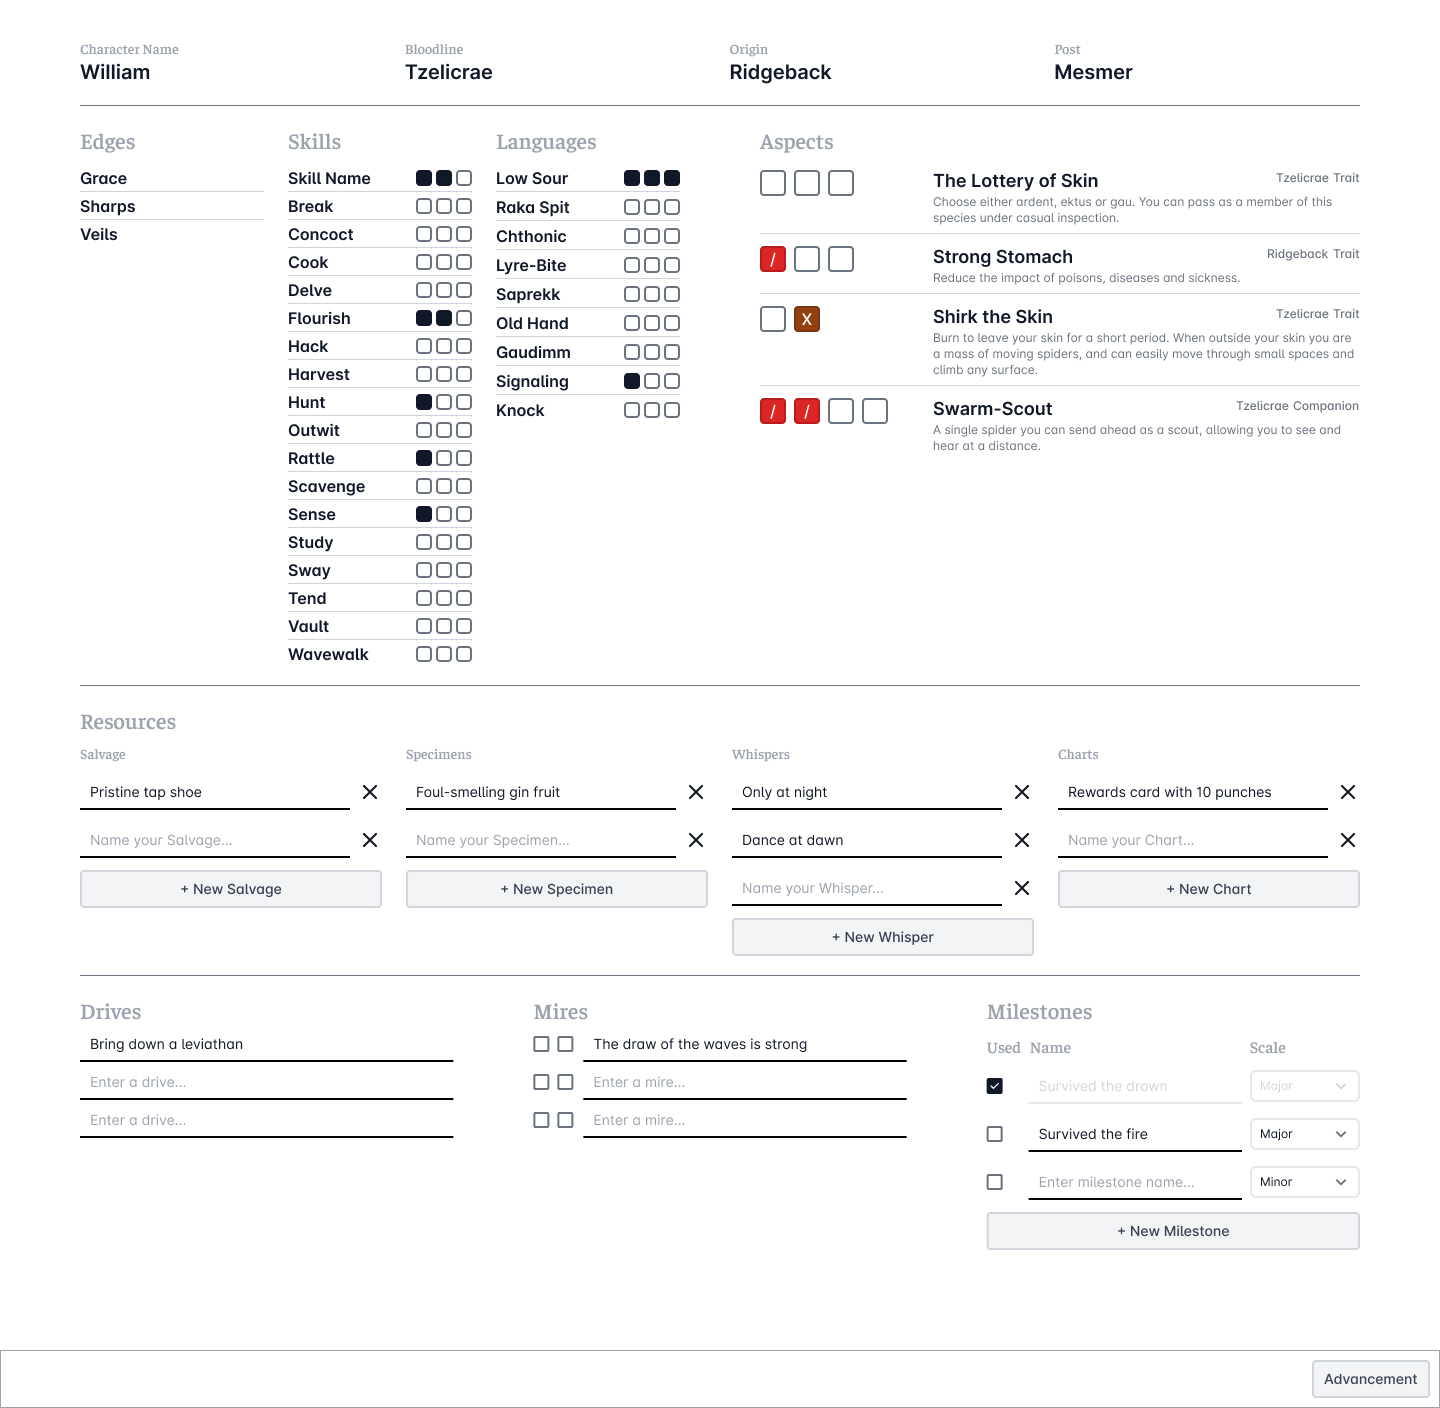 Character Name
William
Bloodline
Tzelicrae
Origin
Ridgeback
Post
Mesmer
Edges
Grace
Sharps
Veils
Skills
Skill Name
Break
Concoct
Cook
Delve
Flourish
Hack
Harvest
Hunt
Outwit
Rattle
Scavenge
Sense
Study
Sway
Tend
Vault
Wavewalk
Languages
Low Sour
Raka Spit
Chthonic
Lyre-Bite
Saprekk
Old Hand
Gaudimm
Signaling
Knock
Aspects
The Lottery of Skin
Tzelicrae Trait
Choose either ardent, ektus or gau. You can pass as a member of this
species under casual inspection.
/
Strong Stomach
Ridgeback Trait
Reduce the impact of poisons, diseases and sickness.
X
Shirk the Skin
Tzelicrae Trait
Burn to leave your skin for a short period. When outside your skin you are
a mass of moving spiders, and can easily move through small spaces and
climb any surface.
/ /
Swarm-Scout
Tzelicrae Companion
A single spider you can send ahead as a scout, allowing you to see and
hear at a distance.
Resources
Salvage
Pristine tap shoe
Name your Salvage...
+ New Salvage
Specimens
Foul-smelling gin fruit
Name your Specimen...
+ New Specimen
Whispers
Only at night
Dance at dawn
Name your Whisper...
+ New Whisper
Charts
Rewards card with 10 punches
Name your Chart...
+ New Chart
Drives
Bring down a leviathan
Enter a drive...
Enter a drive...
Mires
The draw of the waves is strong
Enter a mire...
Enter a mire...
Milestones
Used Name Scale
Survived the drown Major
Survived the fire Major
Enter milestone name... Minor
+ New Milestone
Advancement